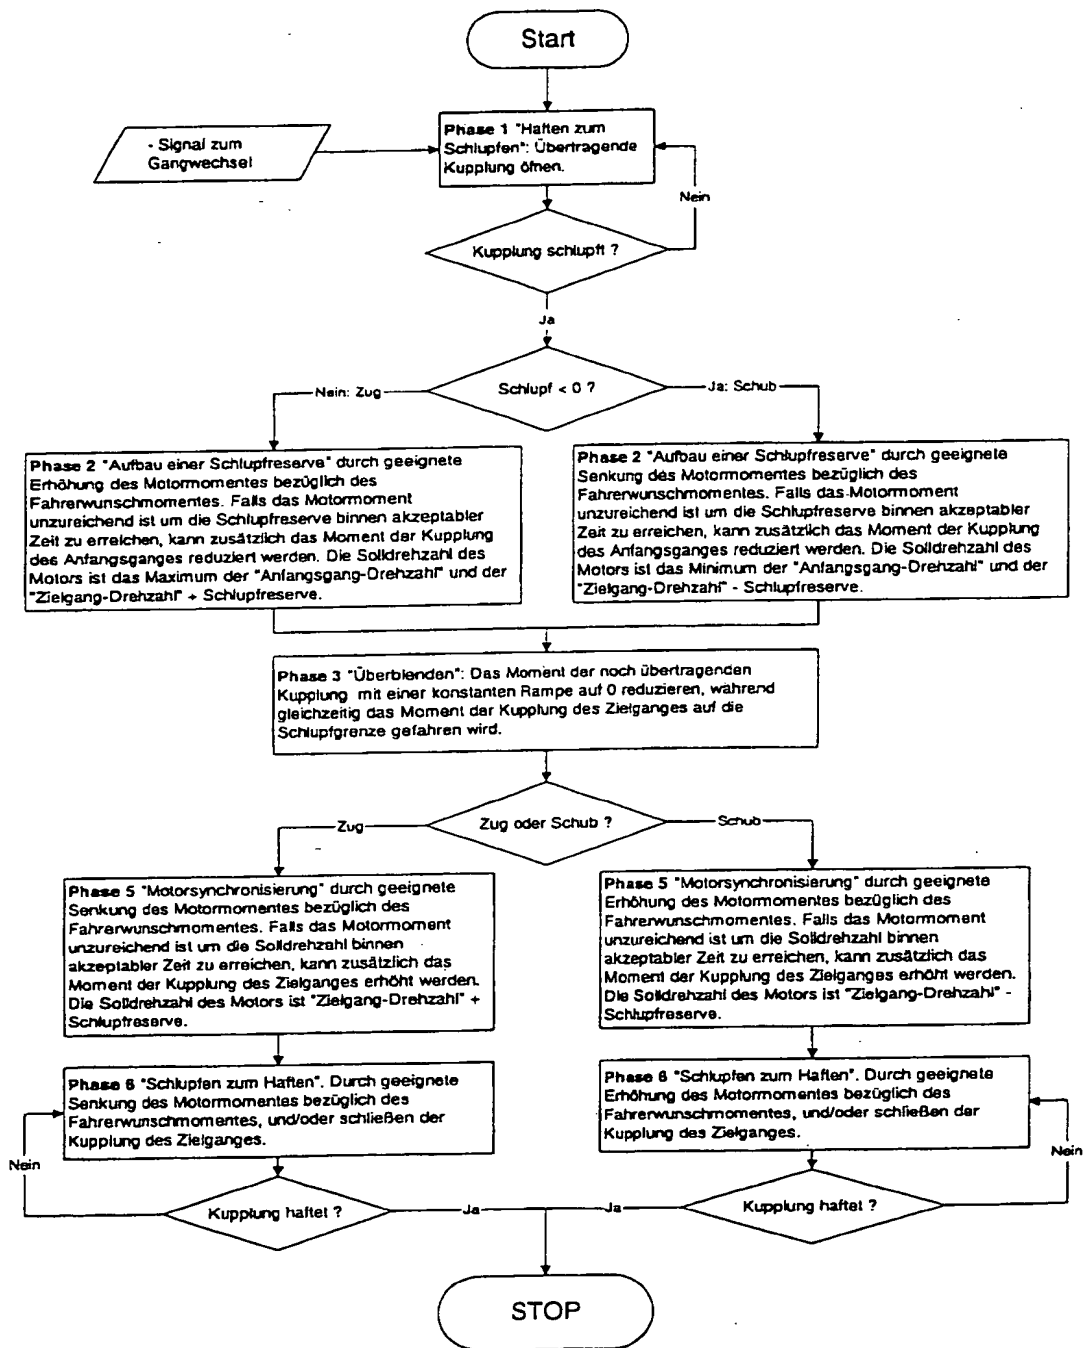 Start
Phase 1 "Haften zum
Schlupfen": Übertragende
Kupplung öfnen.
- Signal zum
Gangwechsel
Nein
Kupplung schlupft ?
Ja
Schlupf < 0 ?
Nein: Zug
Ja: Schub
Phase 2 "Aufbau einer Schlupfreserve" durch geeignete
Erhöhung des Motormomentes bezüglich des
Fahrerwunschmomentes. Falls das Motormoment
unzureichend ist um die Schlupfreserve binnen akzeptabler
Zeit zu erreichen, kann zusätzlich das Moment der Kupplung
des Anfangsganges reduziert werden. Die Solldrehzahl des
Motors ist das Maximum der "Anfangsgang-Drehzahl" und der
"Zielgang-Drehzahl" + Schlupfreserve.
Phase 2 "Aufbau einer Schlupfreserve" durch geeignete
Senkung des Motormomentes bezüglich des
Fahrerwunschmomentes. Falls das Motormoment
unzureichend ist um die Schlupfreserve binnen akzeptabler
Zeit zu erreichen, kann zusätzlich das Moment der Kupplung
des Anfangsganges reduziert werden. Die Solldrehzahl des
Motors ist das Minimum der "Anfangsgang-Drehzahl" und der
"Zielgang-Drehzahl" - Schlupfreserve.
Phase 3 "Überblenden": Das Moment der noch übertragenden
Kupplung mit einer konstanten Rampe auf 0 reduzieren, während
gleichzeitig das Moment der Kupplung des Zielganges auf die
Schlupfgrenze gefahren wird.
Zug oder Schub ?
Zug
Schub
Phase 5 "Motorsynchronisierung" durch geeignete
Senkung des Motormomentes bezüglich des
Fahrerwunschmomentes. Falls das Motormoment
unzureichend ist um die Solldrehzahl binnen
akzeptabler Zeit zu erreichen, kann zusätzlich das
Moment der Kupplung des Zielganges erhöht werden.
Die Solldrehzahl des Motors ist "Zielgang-Drehzahl" +
Schlupfreserve.
Phase 5 "Motorsynchronisierung" durch geeignete
Erhöhung des Motormomentes bezüglich des
Fahrerwunschmomentes. Falls das Motormoment
unzureichend ist um die Solldrehzahl binnen
akzeptabler Zeit zu erreichen, kann zusätzlich das
Moment der Kupplung des Zielganges erhöht werden.
Die Solldrehzahl des Motors ist "Zielgang-Drehzahl" -
Schlupfreserve.
Phase 6 "Schlupfen zum Haften". Durch geeignete
Senkung des Motormomentes bezüglich des
Fahrerwunschmomentes, und/oder schließen der
Kupplung des Zielganges.
Phase 6 "Schlupfen zum Haften". Durch geeignete
Erhöhung des Motormomentes bezüglich des
Fahrerwunschmomentes, und/oder schließen der
Kupplung des Zielganges.
Nein
Nein
Kupplung haftet ?
Ja
Ja
Kupplung haftet ?
STOP